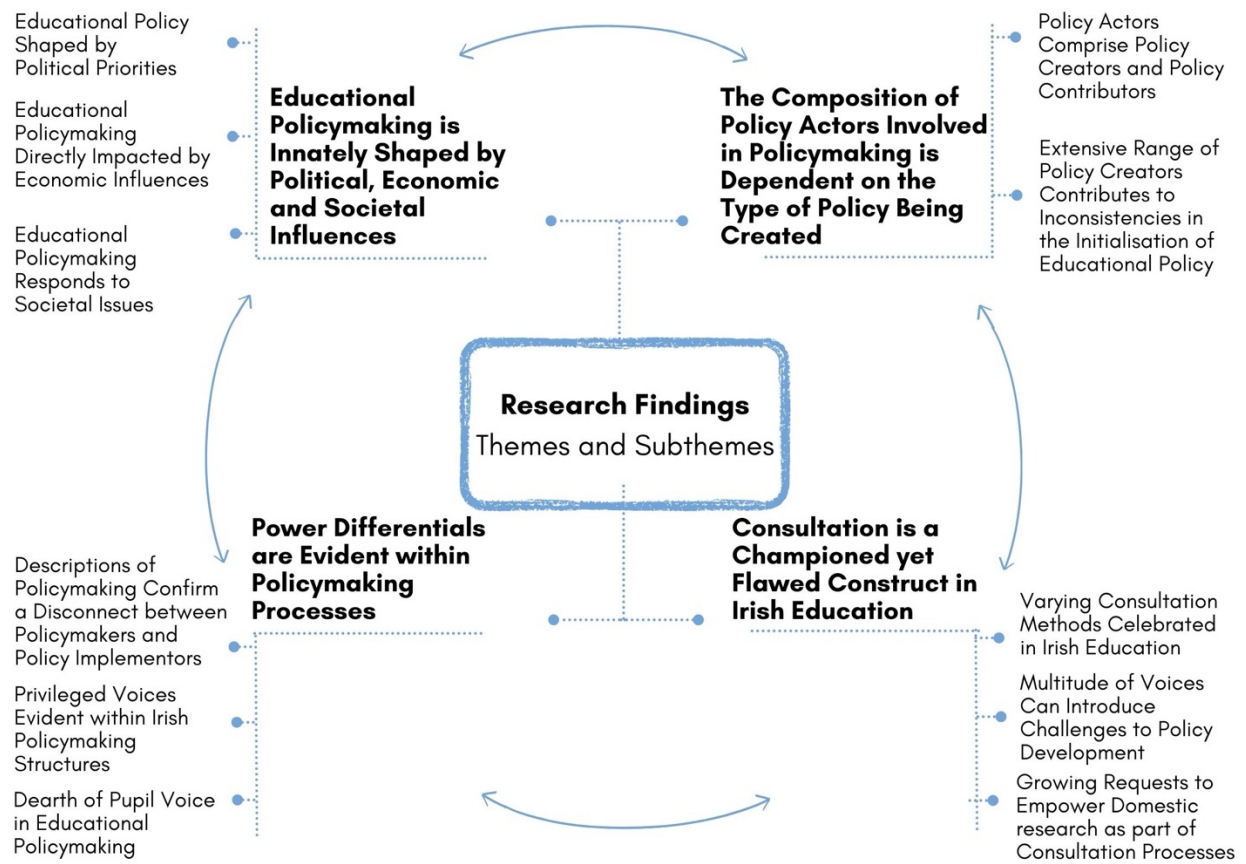 Educational Policy
Shaped by
Political Priorities
Educational
Policymaking
Directly Impacted by
Economic Influences
Educational
Policymaking
Responds to
Societal Issues
Educational
Policymaking is
Innately Shaped by
Political, Economic
and Societal
Influences
The Composition of
Policy Actors Involved
in Policymaking is
Dependent on the
Type of Policy Being
Created
Policy Actors
Comprise Policy
Creators and Policy
Contributors
Extensive Range of
Policy Creators
Contributes to
Inconsistencies in
the Initialisation of
Educational Policy
Research Findings
Themes and Subthemes
Power Differentials
are Evident within
Policymaking
Processes
Descriptions of
Policymaking Confirm
a Disconnect between
Policymakers and
Policy Implementors
Privileged Voices
Evident within Irish
Policymaking
Structures
Dearth of Pupil Voice
in Educational
Policymaking
Consultation is a
Championed yet
Flawed Construct in
Irish Education
Varying Consultation
Methods Celebrated
in Irish Education
Multitude of Voices
Can Introduce
Challenges to Policy
Development
Growing Requests to
Empower Domestic
research as part of
Consultation Processes